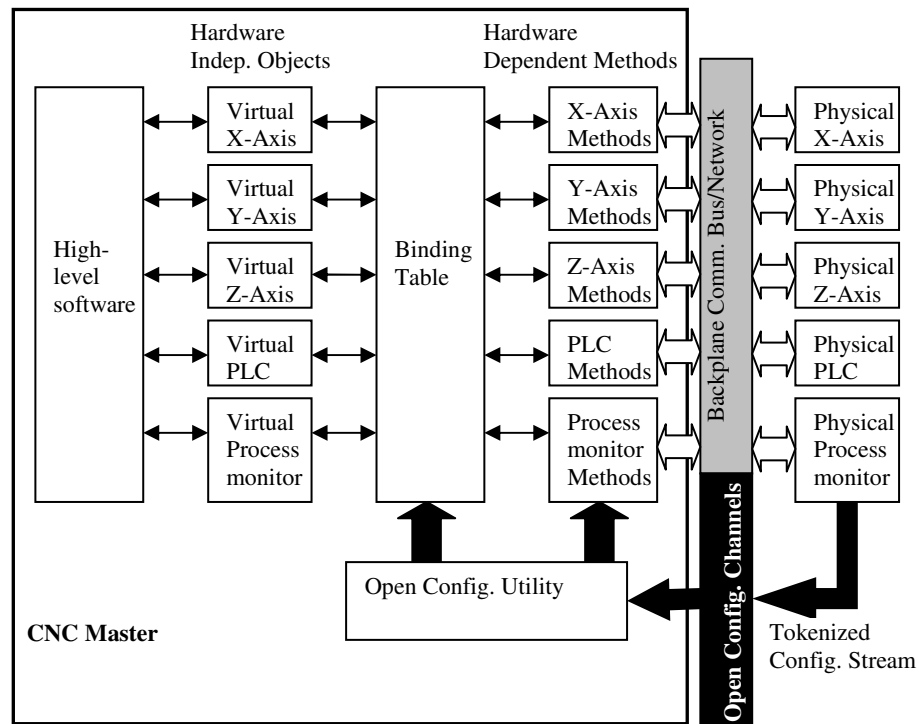 Hardware
Indep. Objects
Hardware
Dependent Methods
High-
level
software
Virtual
X-Axis
Virtual
Y-Axis
Virtual
Z-Axis
Virtual
PLC
Virtual
Process
monitor
Binding
Table
X-Axis
Methods
Y-Axis
Methods
Z-Axis
Methods
PLC
Methods
Process
monitor
Methods
Backplane Comm. Bus/Network
Physical
X-Axis
Physical
Y-Axis
Physical
Z-Axis
Physical
PLC
Physical
Process
monitor
Open Config. Utility
CNC Master
Open Config. Channels
Tokenized
Config. Stream